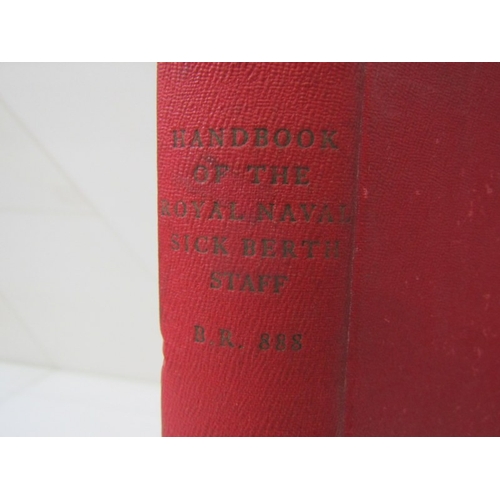 HANDBOOK
OF THE
ROYAL NAVAL
SICK BERTH
STAFF
B.R. 888